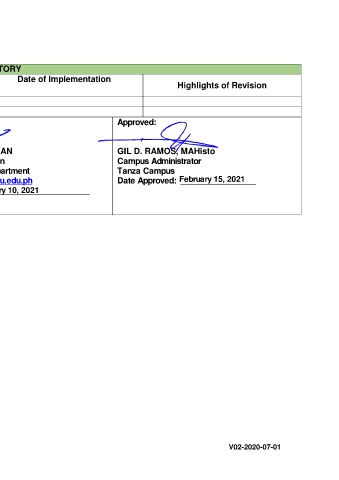 TORY
Date of Implementation
Highlights of Revision
Approved:
AN
GIL D. RAMOS, MAHisto
n
Campus Administrator
artment
Tanza Campus
u.edu.ph
Date Approved: February 15, 2021
ry 10, 2021
V02-2020-07-01